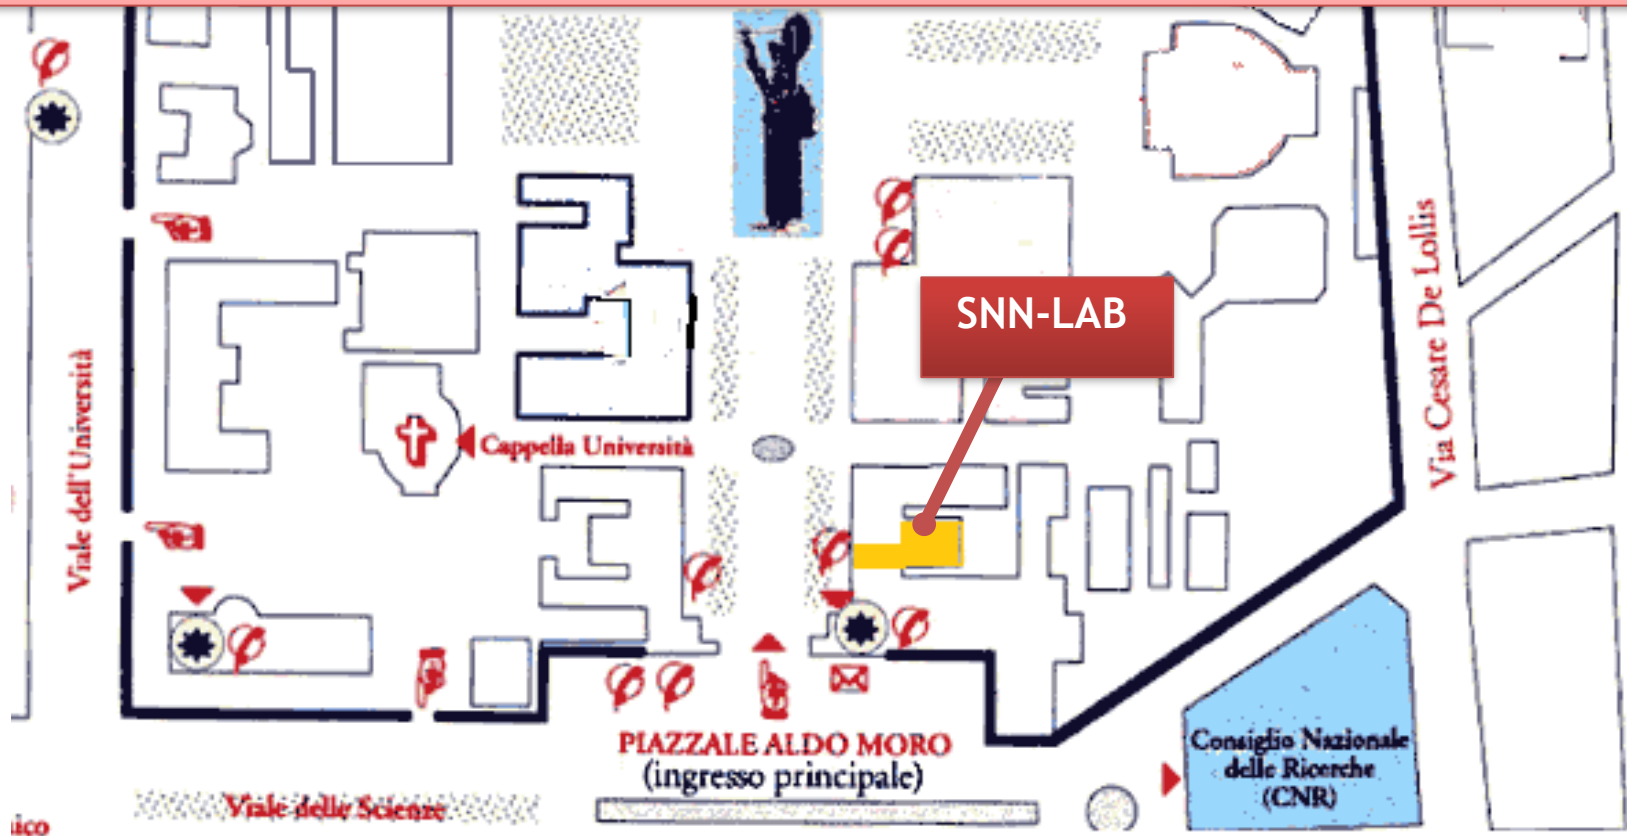 SNN-LAB
Via Cesare De Lollis
Viale dell'Università
Cappella Università
PIAZZALE ALDO MORO
(ingresso principale)
Consiglio Nazionale
delle Ricerche
(CNR)
Viale delle Scienze